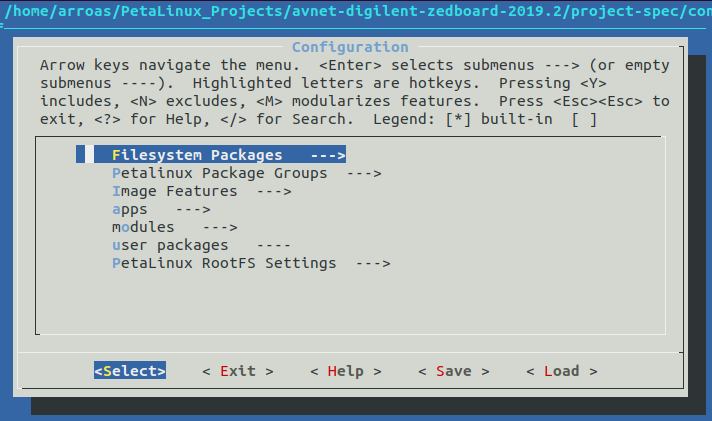 /home/arroas/PetaLinux_Projects/avnet-digilent-zedboard-2019.2/project-spec/con
Configuration
Arrow keys navigate the menu.  <Enter> selects submenus ---> (or empty
submenus ----).  Highlighted letters are hotkeys.  Pressing <Y>
includes, <N> excludes, <M> modularizes features.  Press <Esc><Esc> to
exit, <?> for Help, </> for Search.  Legend: [*] built-in  [ ]
Filesystem Packages  --->
Petalinux Package Groups  --->
Image Features  --->
apps  --->
modules  --->
user packages  ----
PetaLinux RootFS Settings  --->
<Select>    < Exit >    < Help >    < Save >    < Load >